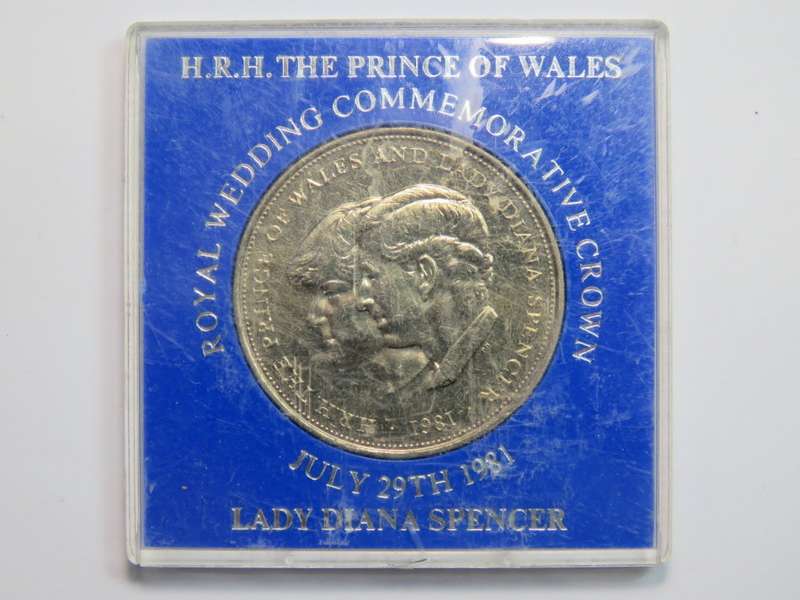 H.R.H. THE PRINCE OF WALES
ROYAL WEDDING COMMEMORATIVE CROWN
H.R.H. THE PRINCE OF WALES AND LADY DIANA SPENCER
· 1981 ·
JULY 29TH 1981
LADY DIANA SPENCER